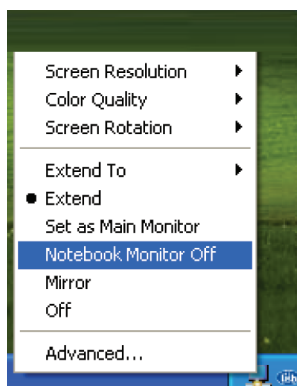 Screen Resolution
Color Quality
Screen Rotation
Extend To
Extend
Set as Main Monitor
Notebook Monitor Off
Mirror
Off
Advanced...